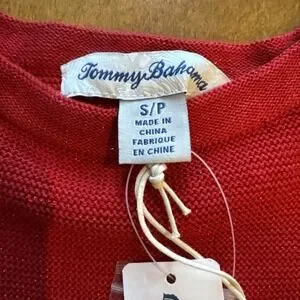 Tommy Bahama
S/P
MADE IN
CHINA
FABRIQUE
EN CHINE